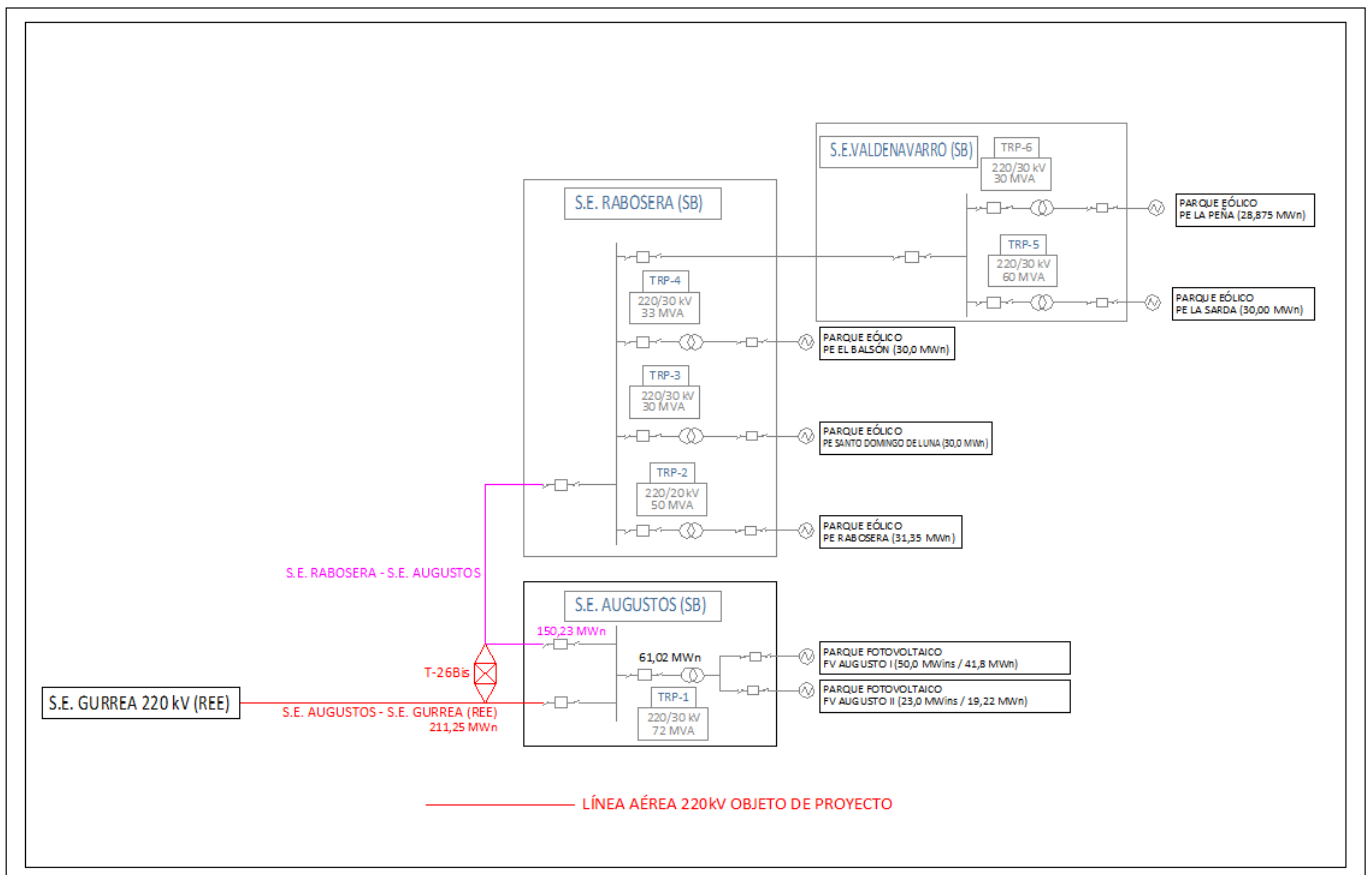 S.E.VALDENAVARRO (SB)
TRP-6
220/30 kV
30 MVA
PARQUE EÓLICO
PE LA PEÑA (28,875 MWn)
TRP-5
220/30 kV
60 MVA
PARQUE EÓLICO
PE LA SARDA (30,00 MWn)
S.E. RABOSERA (SB)
TRP-4
220/30 kV
33 MVA
PARQUE EÓLICO
PE EL BALSÓN (30,0 MWn)
TRP-3
220/30 kV
30 MVA
PARQUE EÓLICO
PE SANTO DOMINGO DE LUNA (30,0 MWn)
TRP-2
220/20 kV
50 MVA
PARQUE EÓLICO
PE RABOSERA (31,35 MWn)
S.E. RABOSERA - S.E. AUGUSTOS
S.E. AUGUSTOS (SB)
150,23 MWn
61,02 MWn
TRP-1
220/30 kV
72 MVA
PARQUE FOTOVOLTAICO
FV AUGUSTO I (50,0 MWins / 41,8 MWn)
PARQUE FOTOVOLTAICO
FV AUGUSTO II (23,0 MWins / 19,22 MWn)
T-26Bis
S.E. GURREA 220 kV (REE)
S.E. AUGUSTOS - S.E. GURREA (REE)
211,25 MWn
LÍNEA AÉREA 220kV OBJETO DE PROYECTO